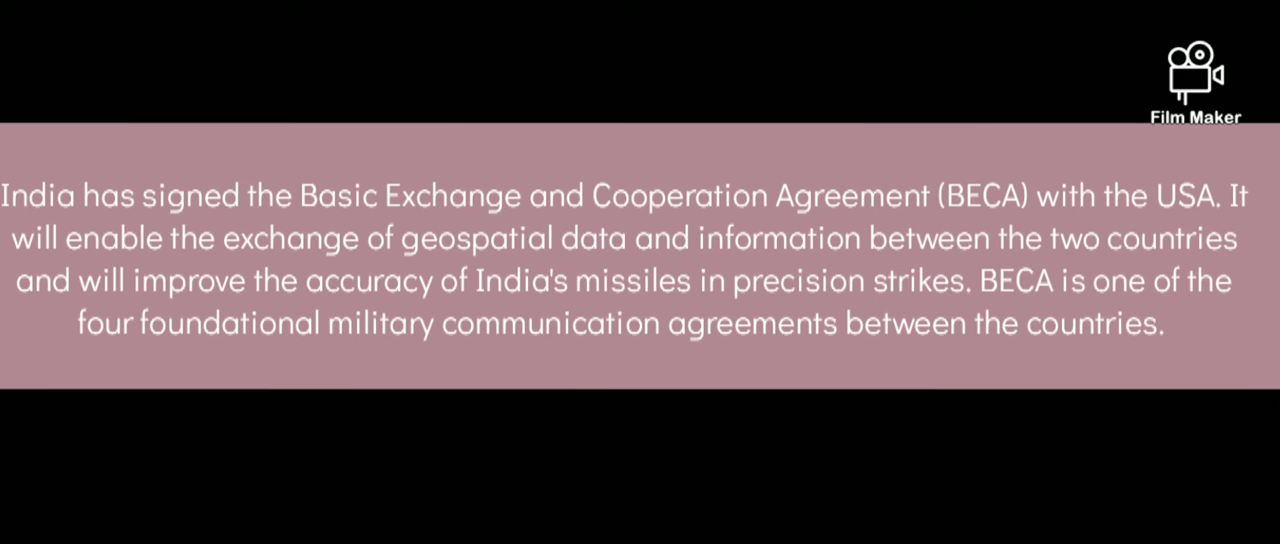 Film Maker
India has signed the Basic Exchange and Cooperation Agreement (BECA) with the USA. It
will enable the exchange of geospatial data and information between the two countries
and will improve the accuracy of India's missiles in precision strikes. BECA is one of the
four foundational military communication agreements between the countries.